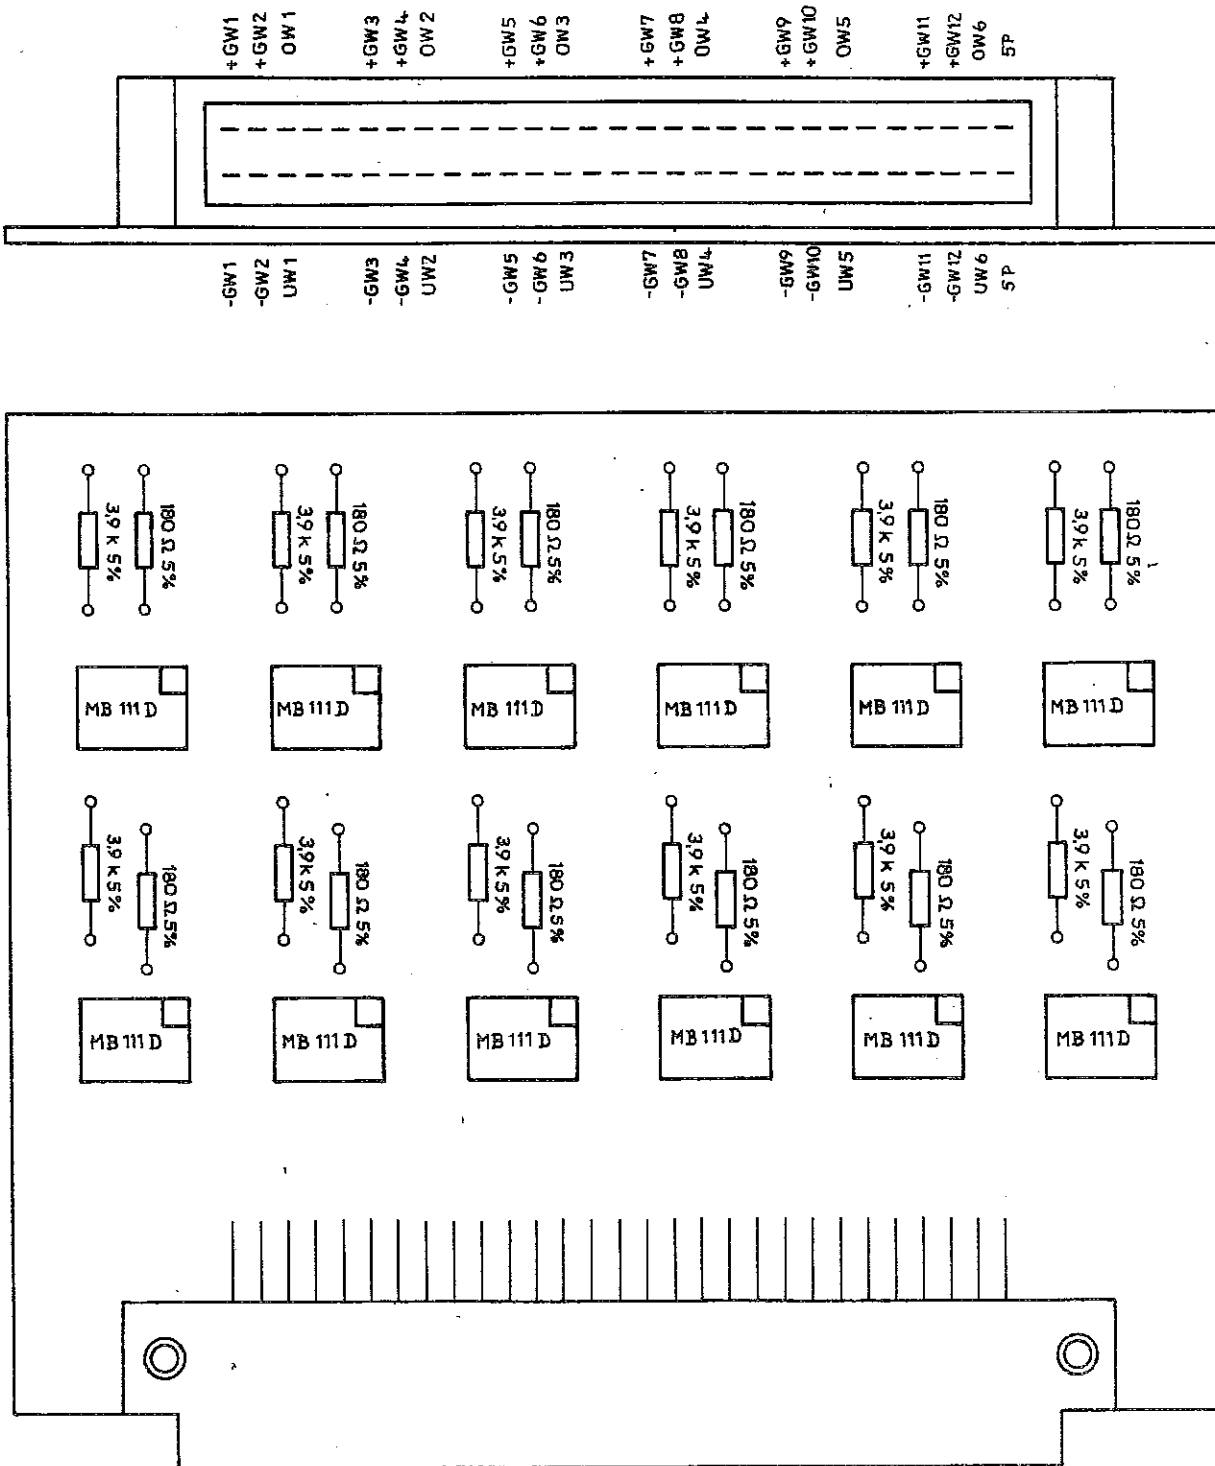 +GW1
+GW2
OW1
+GW3
+GW4
OW2
+GW5
+GW6
OW3
+GW7
+GW8
OW4
+GW9
+GW10
OW5
+GW11
+GW12
OW6
5P
-GW1
-GW2
UW1
-GW3
-GW4
UW2
-GW5
-GW6
UW3
-GW7
-GW8
UW4
-GW9
-GW10
UW5
-GW11
-GW12
UW6
5P
3,9 k 5%
180 Ω 5%
3,9 k 5%
180 Ω 5%
3,9 k 5%
180 Ω 5%
3,9 k 5%
180 Ω 5%
3,9 k 5%
180 Ω 5%
3,9 k 5%
180 Ω 5%
MB 111 D
MB 111 D
MB 111 D
MB 111 D
MB 111 D
MB 111 D
3,9 k 5%
180 Ω 5%
3,9 k 5%
180 Ω 5%
3,9 k 5%
180 Ω 5%
3,9 k 5%
180 Ω 5%
3,9 k 5%
180 Ω 5%
3,9 k 5%
180 Ω 5%
MB 111 D
MB 111 D
MB 111 D
MB 111 D
MB 111 D
MB 111 D